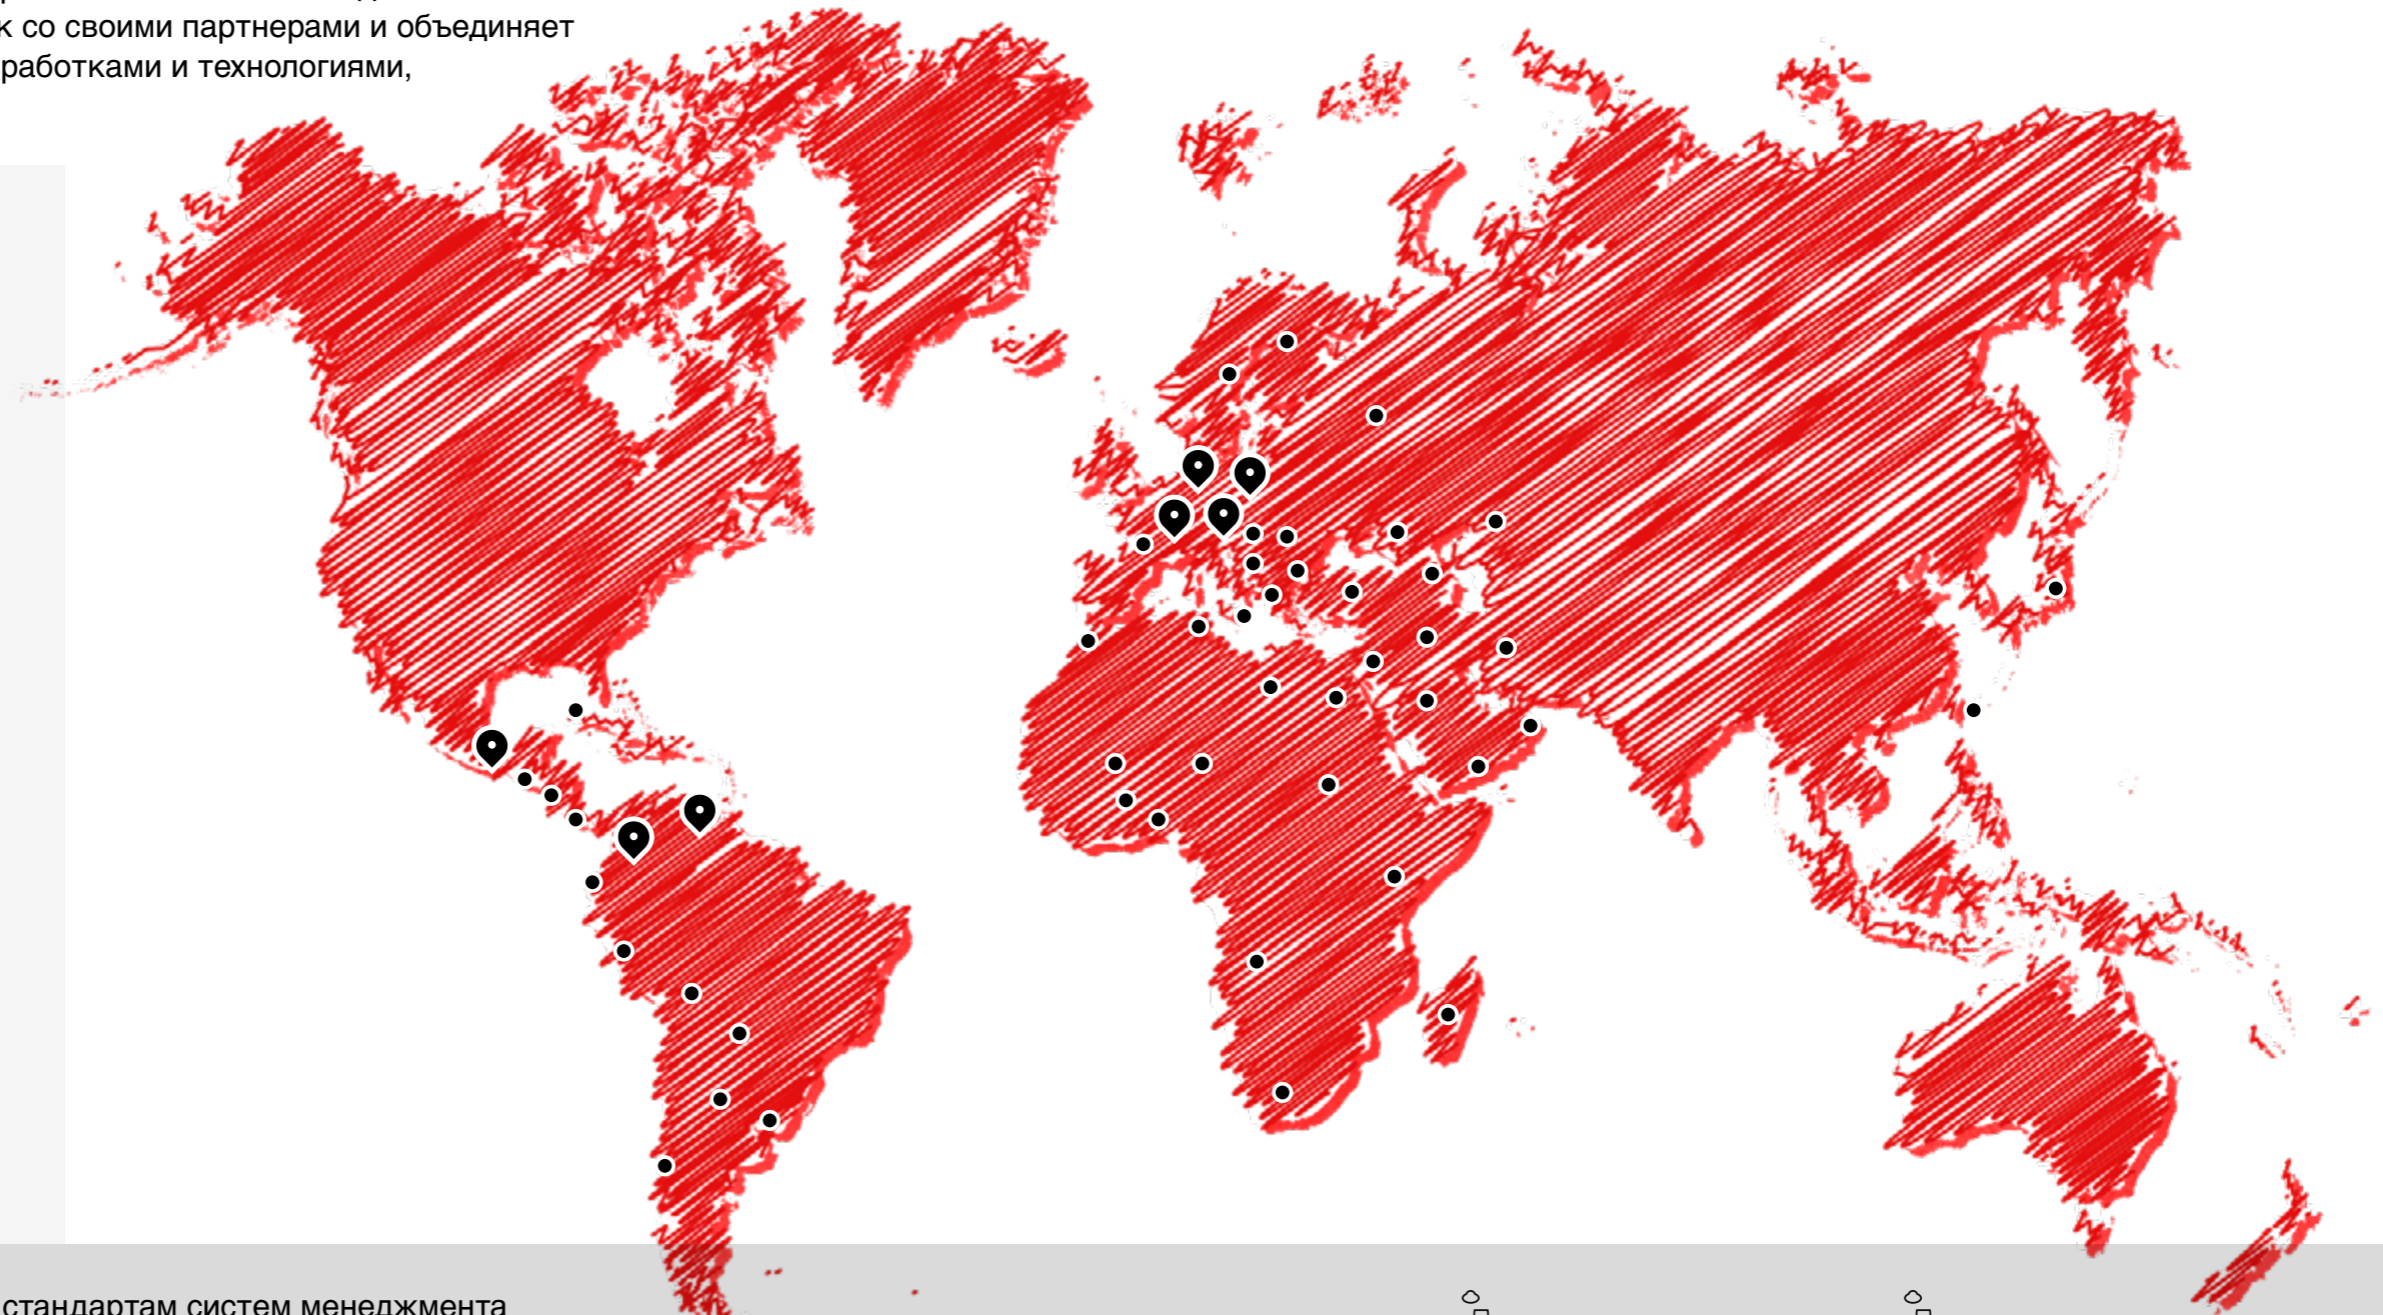 к со своими партнерами и объединяет
работками и технологиями,
стандартам систем менеджмента